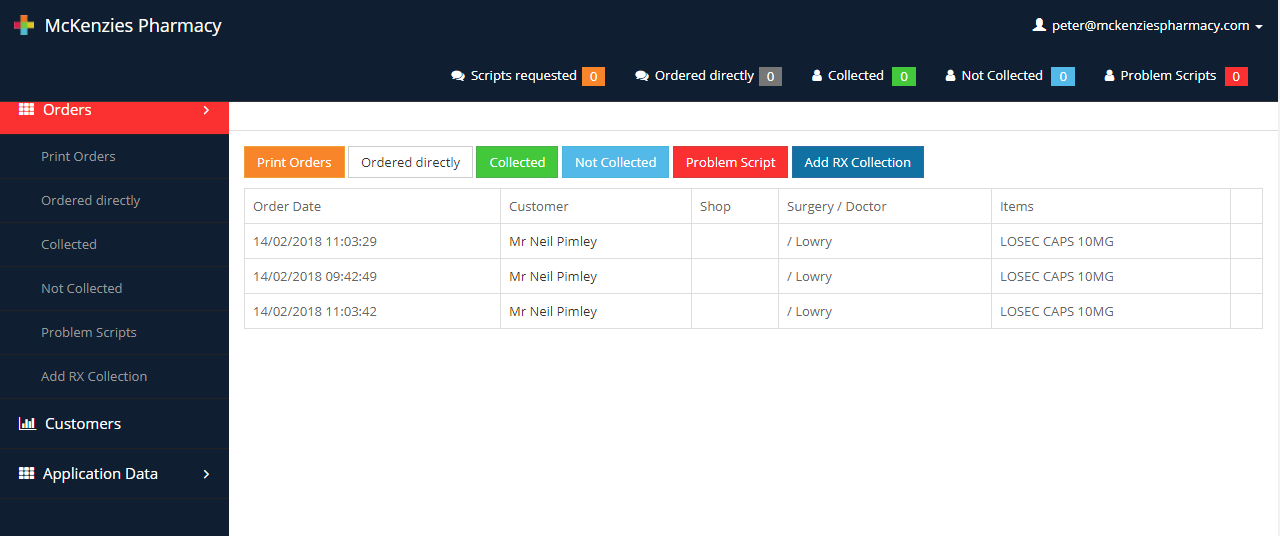 McKenzies Pharmacy
peter@mckenziespharmacy.com
Scripts requested 0 Ordered directly 0 Collected 0 Not Collected 0 Problem Scripts 0
Orders
Print Orders
Ordered directly
Collected
Not Collected
Problem Scripts
Add RX Collection
Customers
Application Data
Print Orders Ordered directly Collected Not Collected Problem Script Add RX Collection
Order Date Customer Shop Surgery / Doctor Items
14/02/2018 11:03:29 Mr Neil Pimley / Lowry LOSEC CAPS 10MG
14/02/2018 09:42:49 Mr Neil Pimley / Lowry LOSEC CAPS 10MG
14/02/2018 11:03:42 Mr Neil Pimley / Lowry LOSEC CAPS 10MG